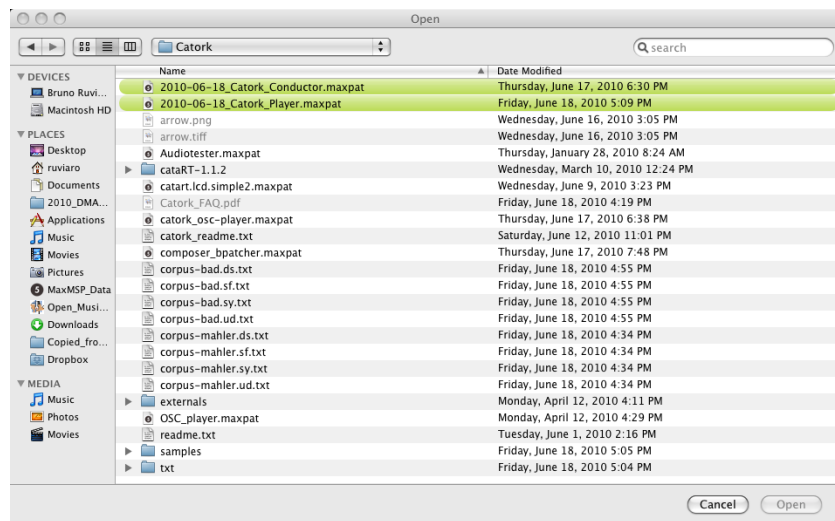 Open
Catork
search
Name Date Modified
DEVICES
Bruno Ruvi...
Macintosh HD
PLACES
Desktop
ruviaro
Documents
2010_DMA...
Applications
Music
Movies
Pictures
MaxMSP_Data
Open_Musi...
Downloads
Copied_fro...
Dropbox
MEDIA
Music
Photos
Movies
2010-06-18_Catork_Conductor.maxpat Thursday, June 17, 2010 6:30 PM
2010-06-18_Catork_Player.maxpat Friday, June 18, 2010 5:09 PM
arrow.png Wednesday, June 16, 2010 3:05 PM
arrow.tiff Wednesday, June 16, 2010 3:05 PM
Audiotester.maxpat Thursday, January 28, 2010 8:24 AM
cataRT-1.1.2 Wednesday, March 10, 2010 12:24 PM
catart.lcd.simple2.maxpat Wednesday, June 9, 2010 3:23 PM
Catork_FAQ.pdf Friday, June 18, 2010 4:19 PM
catork_osc-player.maxpat Thursday, June 17, 2010 6:38 PM
catork_readme.txt Saturday, June 12, 2010 11:01 PM
composer_bpatcher.maxpat Thursday, June 17, 2010 7:48 PM
corpus-bad.ds.txt Friday, June 18, 2010 4:55 PM
corpus-bad.sf.txt Friday, June 18, 2010 4:55 PM
corpus-bad.sy.txt Friday, June 18, 2010 4:55 PM
corpus-bad.ud.txt Friday, June 18, 2010 4:55 PM
corpus-mahler.ds.txt Friday, June 18, 2010 4:34 PM
corpus-mahler.sf.txt Friday, June 18, 2010 4:34 PM
corpus-mahler.sy.txt Friday, June 18, 2010 4:34 PM
corpus-mahler.ud.txt Friday, June 18, 2010 4:34 PM
externals Monday, April 12, 2010 4:11 PM
OSC_player.maxpat Monday, April 12, 2010 4:29 PM
readme.txt Tuesday, June 1, 2010 2:16 PM
samples Friday, June 18, 2010 5:05 PM
txt Friday, June 18, 2010 5:04 PM
Cancel Open